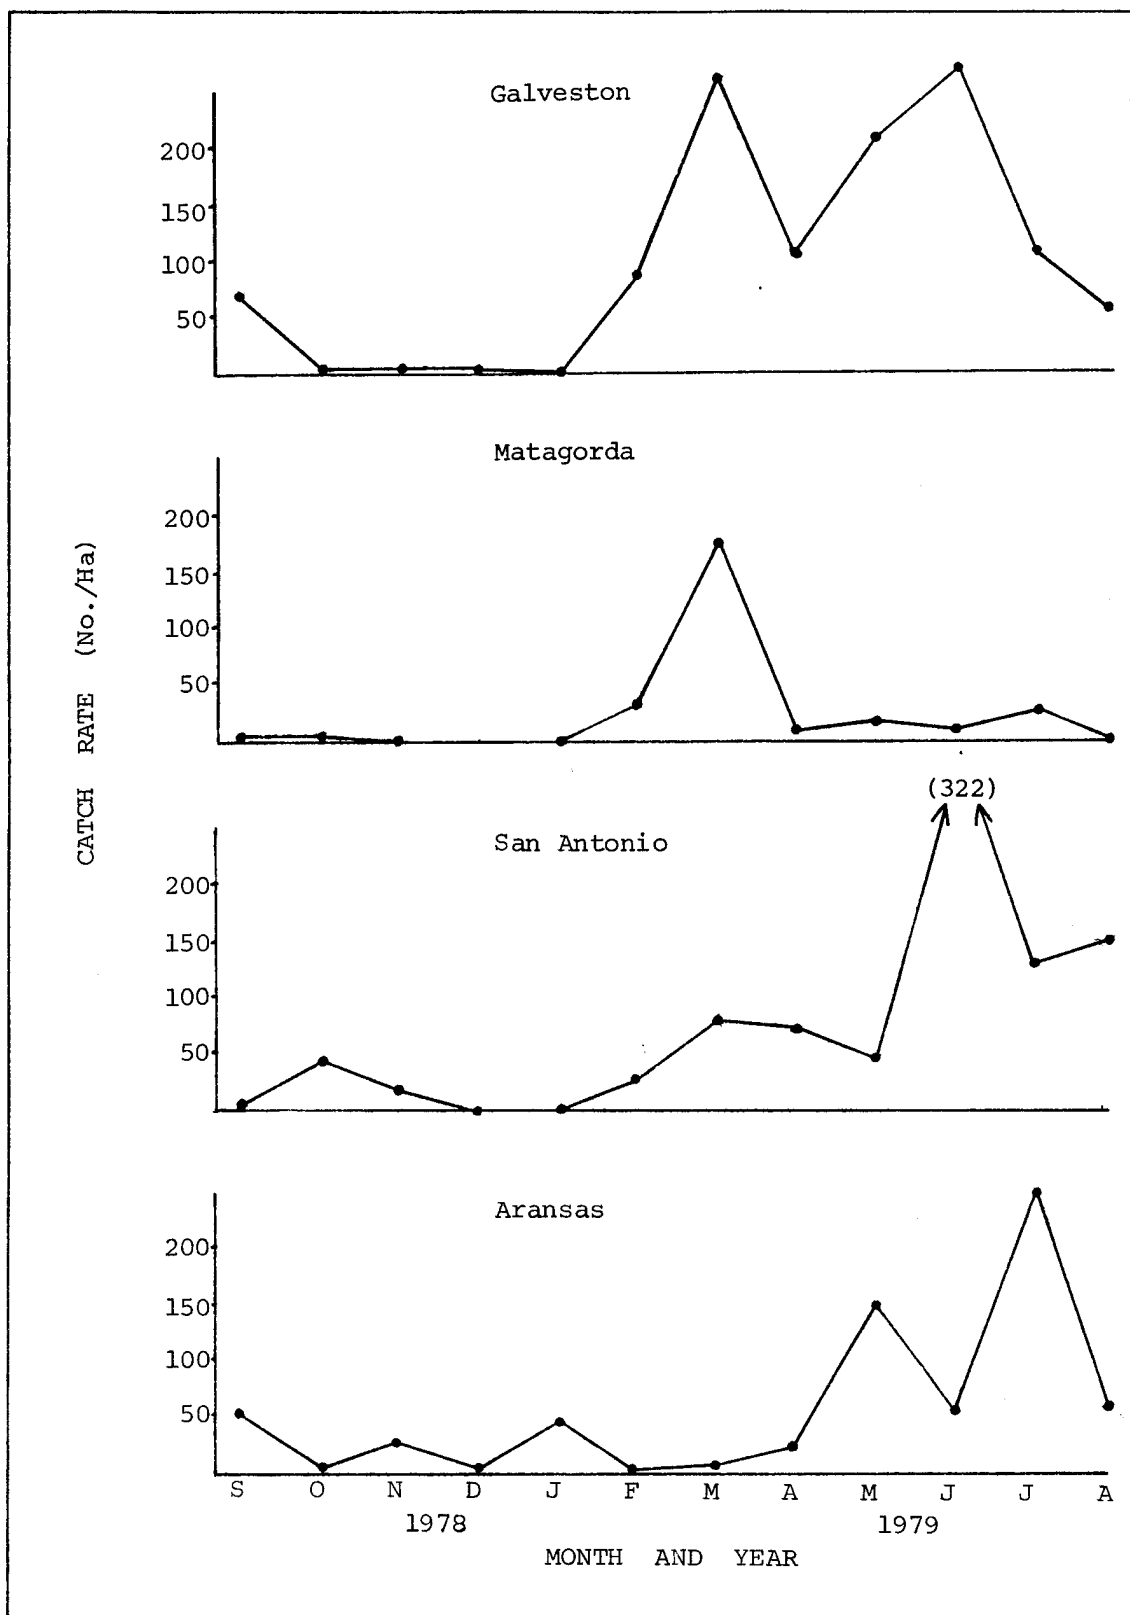 Galveston
200
150
100
50
Matagorda
200
150
100
50
CATCH RATE (No./Ha)
(322)
San Antonio
200
150
100
50
Aransas
200
150
100
50
S O N D J F M A M J J A
1978 1979
MONTH AND YEAR